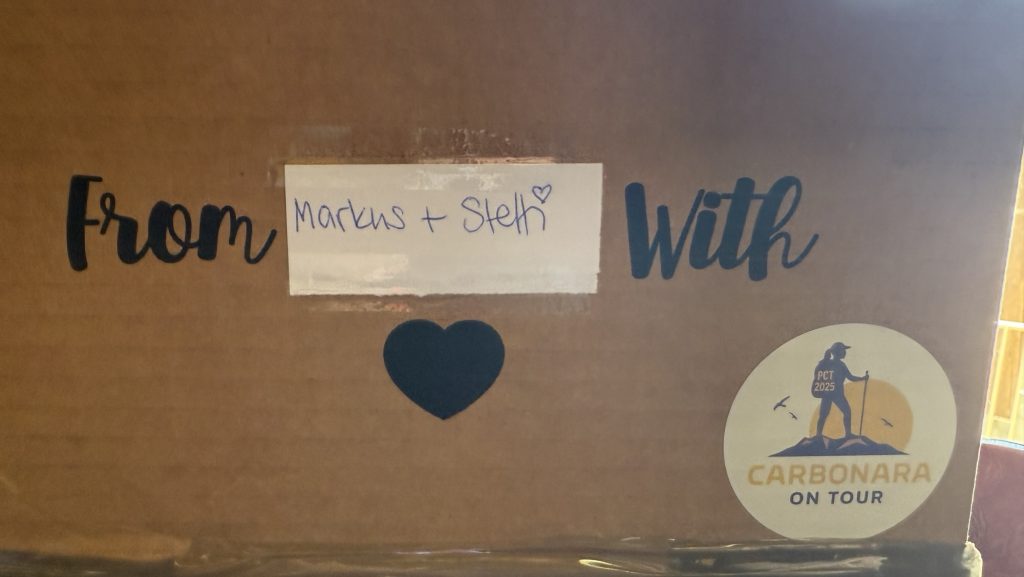 From Markus + Steffi With
PCT
2025
CARBONARA
ON TOUR